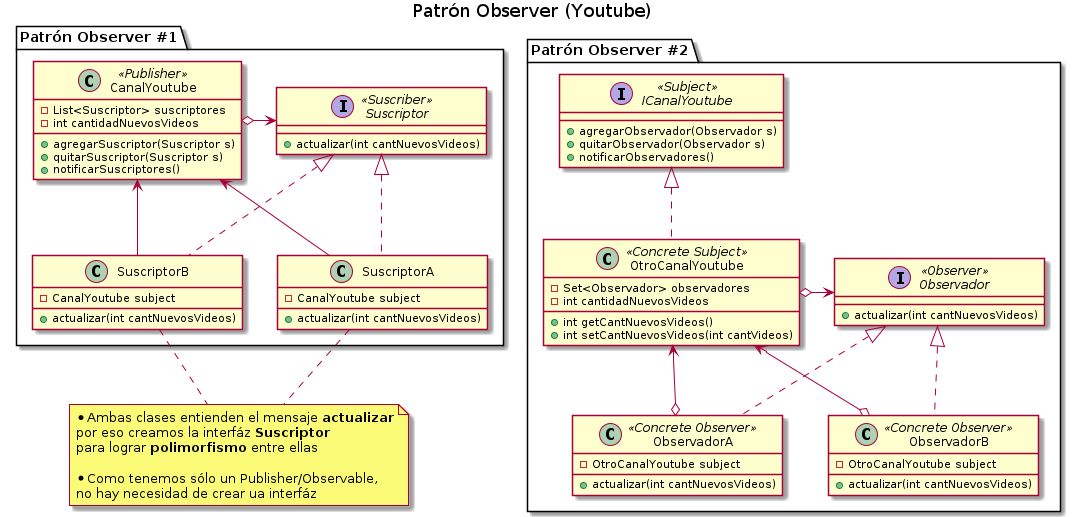 Patrón Observer (Youtube)
Patrón Observer #1
«Publisher»
C CanalYoutube
List<Suscriptor> suscriptores
int cantidadNuevosVideos
agregarSuscriptor(Suscriptor s)
quitarSuscriptor(Suscriptor s)
notificarSuscriptores()
«Suscriber»
I Suscriptor
actualizar(int cantNuevosVideos)
C SuscriptorB
CanalYoutube subject
actualizar(int cantNuevosVideos)
C SuscriptorA
CanalYoutube subject
actualizar(int cantNuevosVideos)
• Ambas clases entienden el mensaje actualizar
por eso creamos la interfáz Suscriptor
para lograr polimorfismo entre ellas
• Como tenemos sólo un Publisher/Observable,
no hay necesidad de crear ua interfáz
Patrón Observer #2
«Subject»
I ICanalYoutube
agregarObservador(Observador s)
quitarObservador(Observador s)
notificarObservadores()
«Concrete Subject»
C OtroCanalYoutube
Set<Observador> observadores
int cantidadNuevosVideos
int getCantNuevosVideos()
int setCantNuevosVideos(int cantVideos)
«Observer»
I Observador
actualizar(int cantNuevosVideos)
«Concrete Observer»
C ObservadorA
OtroCanalYoutube subject
actualizar(int cantNuevosVideos)
«Concrete Observer»
C ObservadorB
OtroCanalYoutube subject
actualizar(int cantNuevosVideos)